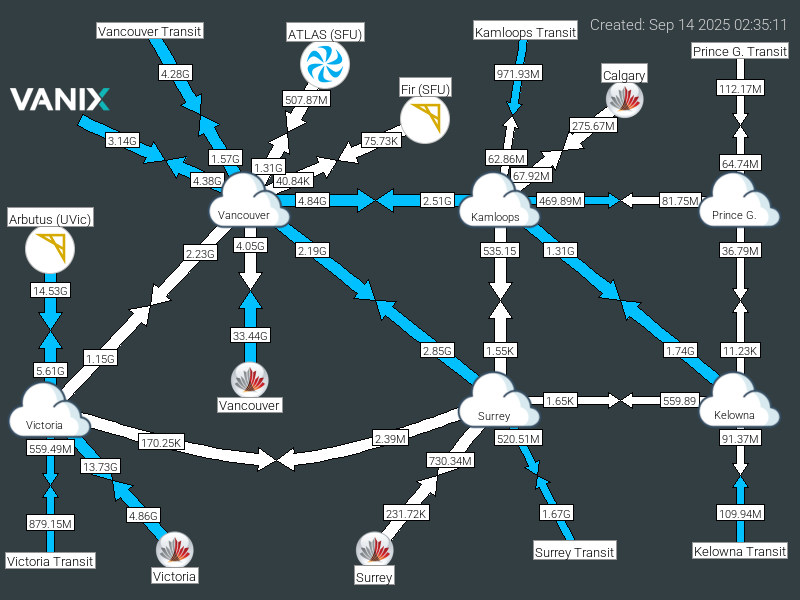 Created: Sep 14 2025 02:35:11
Vancouver Transit
ATLAS (SFU)
Kamloops Transit
Prince G. Transit
4.28G
971.93M
Calgary
Fir (SFU)
112.17M
VANIX
507.87M
275.67M
3.14G
75.73K
1.57G
1.31G
62.86M
64.74M
4.38G
40.84K
67.92M
4.84G
2.51G
469.89M
81.75M
Vancouver
Kamloops
Prince G.
Arbutus (UVic)
2.23G
4.05G
2.19G
535.15
1.31G
36.79M
14.53G
33.44G
1.15G
2.85G
1.55K
1.74G
11.23K
5.61G
Vancouver
1.65K
559.89
Victoria
Surrey
Kelowna
559.49M
170.25K
2.39M
520.51M
91.37M
13.73G
730.34M
879.15M
4.86G
231.72K
1.67G
109.94M
Victoria Transit
Victoria
Surrey
Surrey Transit
Kelowna Transit